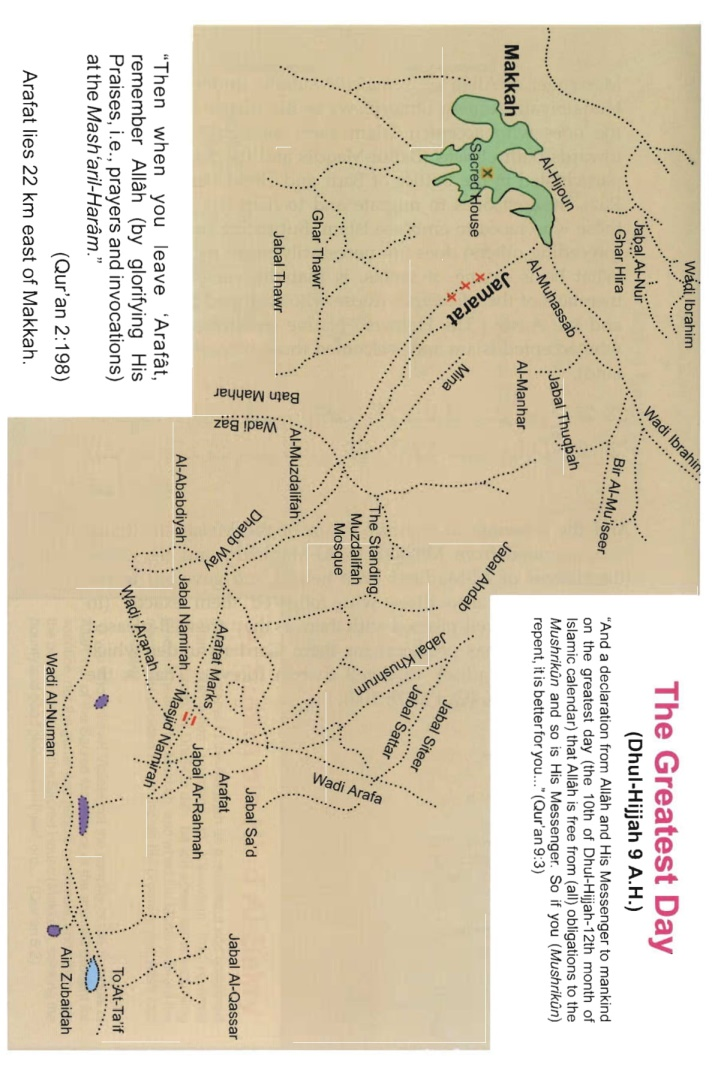 The Greatest Day
(Dhul-Hijjah 9 A.H.)
"And a declaration from Allâh and His Messenger to mankind
on the greatest day (the 10th of Dhul-Hijjah-12th month of
Islamic calendar) that Allâh is free from (all) obligations to the
Mushrikûn and so is His Messenger. So if you (Mushrikûn)
repent, it is better for you..." (Qur'an 9:3)
Wadi Ibrahim
Jabal Al-Nur
Ghar Hira
Makkah
Al-Hijoun
Sacred House
x
Al-Muhassab
Wadi Ibrahim
Jamarat
x x x
Ghar Thawr
Jabal Thawr
Mina
Al-Manhar
Jabal Thuqbah
Bir Al-Mu'iseer
Batn Mahhar
Wadi Baz
Al-Muzdalifah
The Standing
Muzdalifah
Mosque
Jabal Ahdab
Al-Ababdiyah
Dhabb Way
Jabal Khushrum
Jabal Siteer
Jabal Sattar
Jabal Namirah
Arafat Marks
Wadi 'Aranah
Masjid Namirah
Wadi Arafa
Jabal Sa'd
Arafat
Jabal Ar-Rahmah
Wadi Al-Numan
Jabal Al-Qassar
To At-Ta'if
Ain Zubaidah
"Then when you leave 'Arafât,
remember Allâh (by glorifying His
Praises, i.e., prayers and invocations)
at the Mash'aril-Harâm."
(Qur'an 2:198)
Arafat lies 22 km east of Makkah.